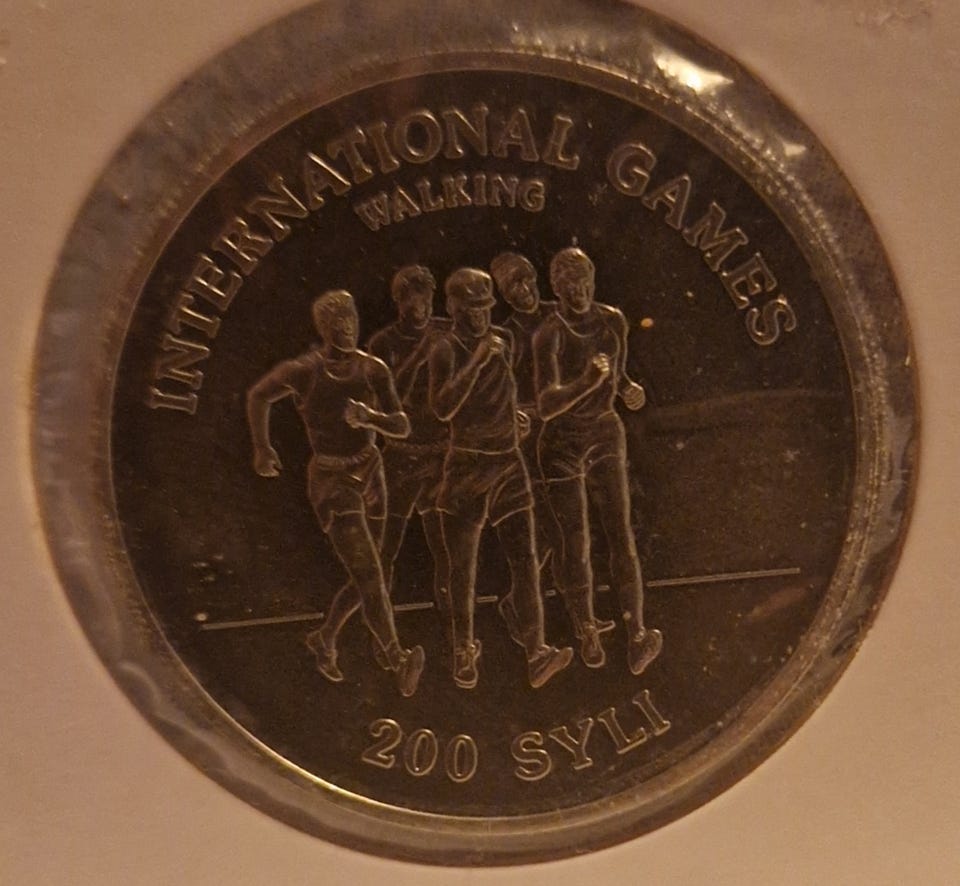 INTERNATIONAL GAMES
WALKING
200 SYLI